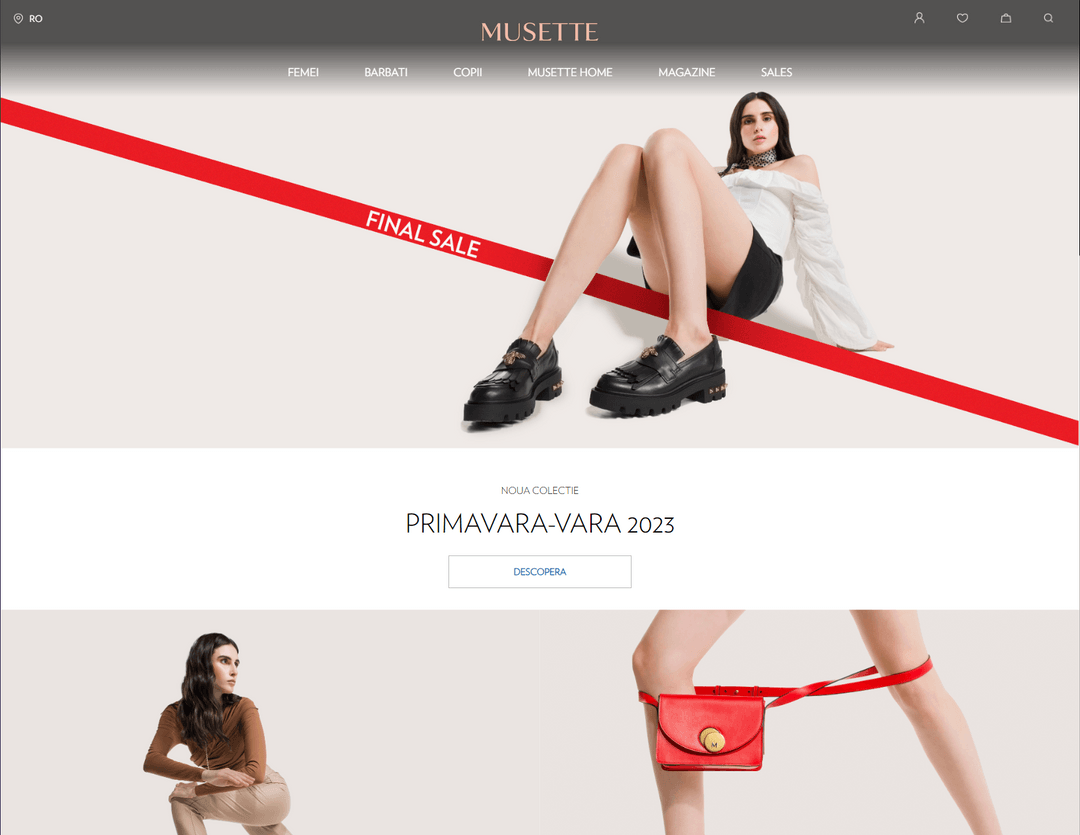 RO
MUSETTE
FEMEI BARBATI COPII MUSETTE HOME MAGAZINE SALES
FINAL SALE
NOUA COLECTIE
PRIMAVARA-VARA 2023
DESCOPERA
M